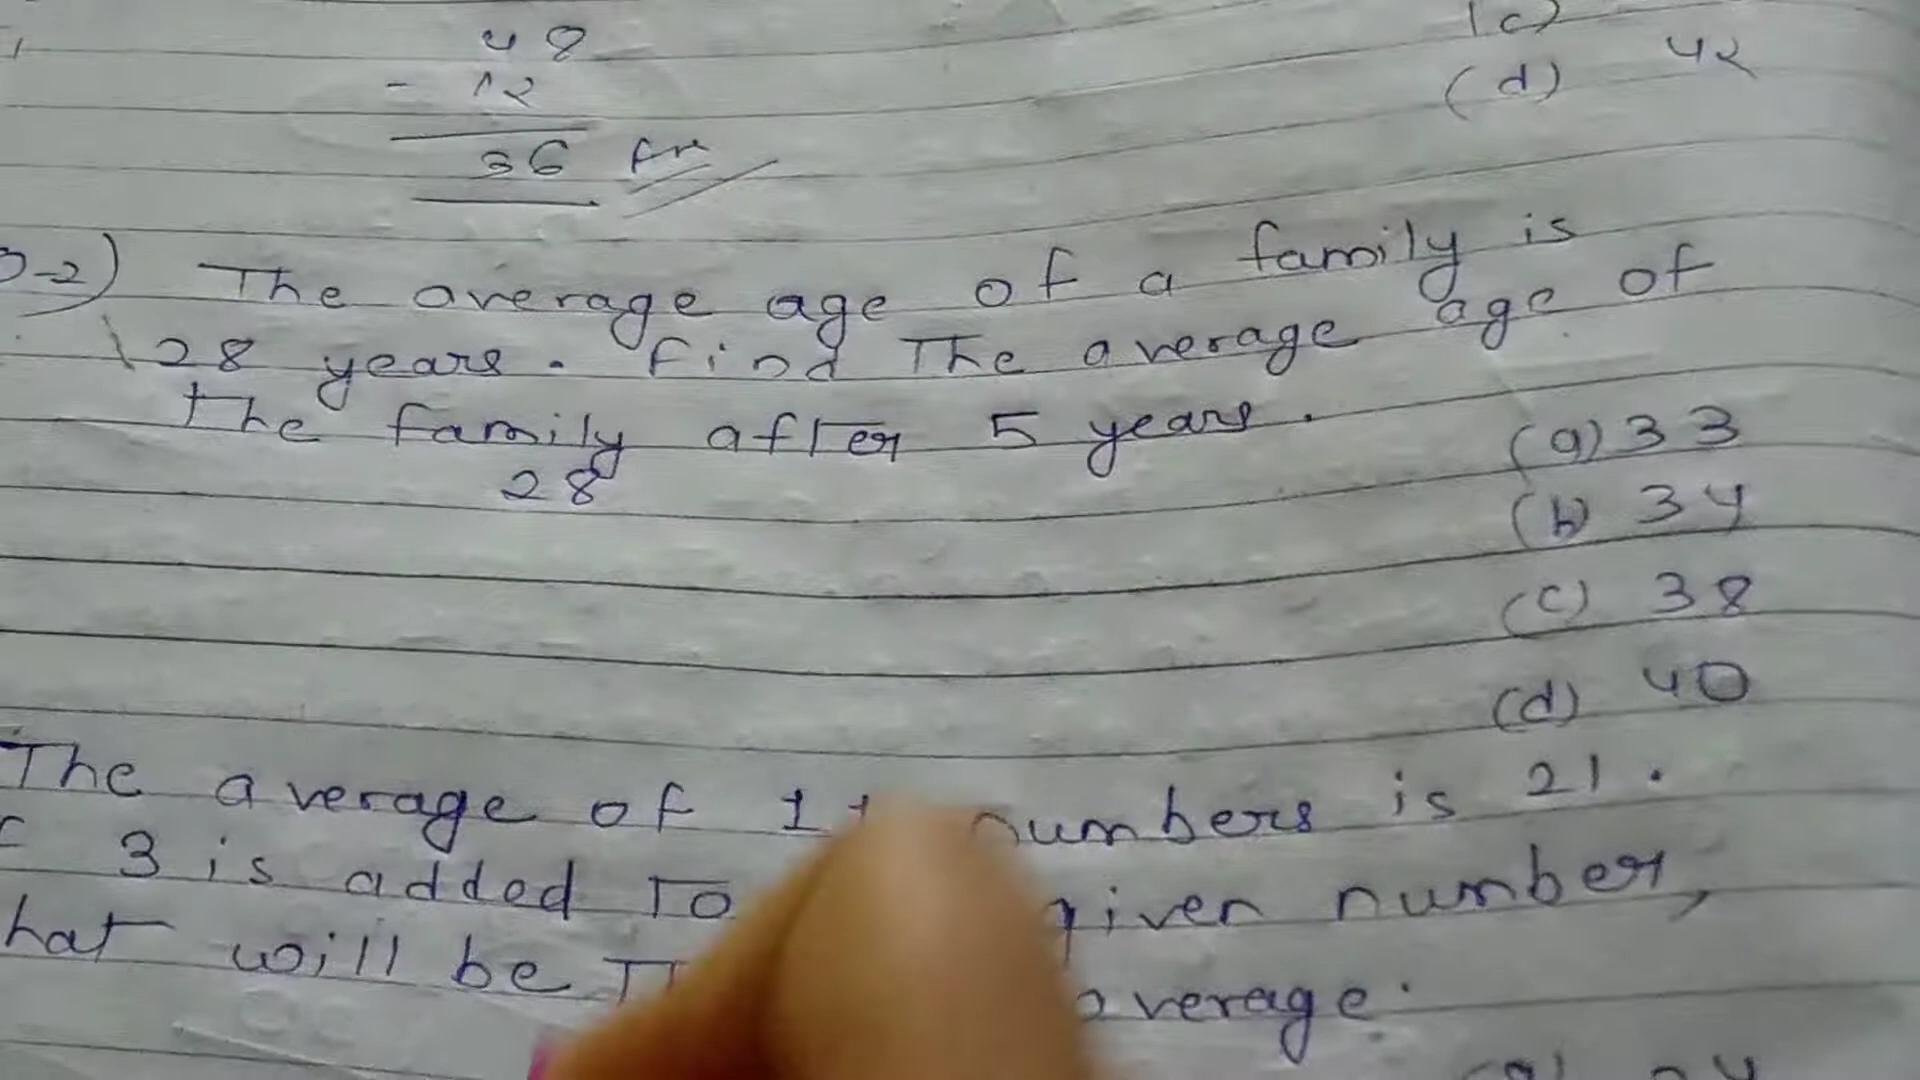 48
(c)
- 12
(d) 42
36 Ans
The average age of a family is
28 years. Find The average age of
the family after 5 years.
28
(a) 33
(b) 34
(c) 38
(d) 40
The average of numbers is 21.
3 is added To given number,
will be average.